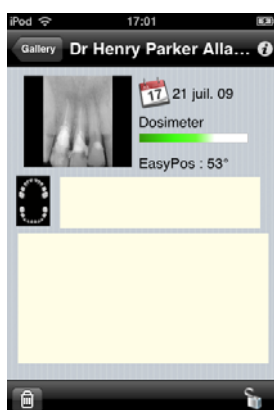 iPod 17:01
Gallery Dr Henry Parker Alla...
17 21 juil. 09
Dosimeter
EasyPos : 53°